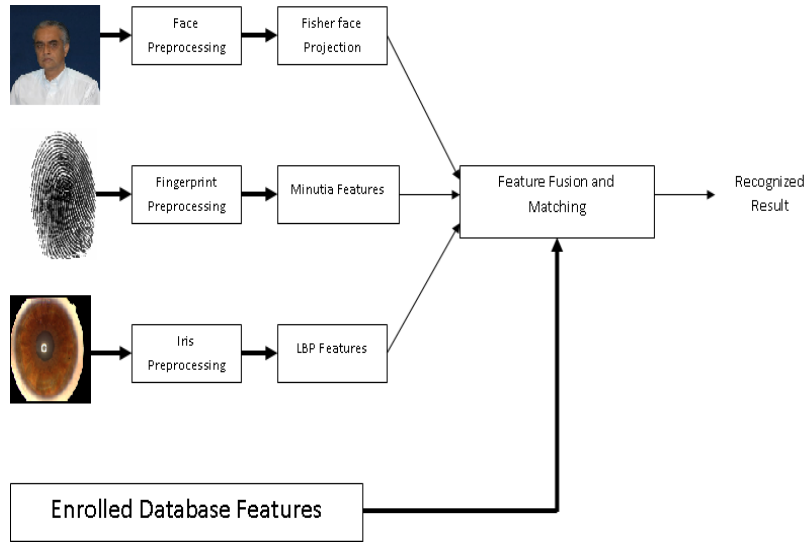 Face
Preprocessing
Fisher face
Projection
Fingerprint
Preprocessing
Minutia Features
Feature Fusion and
Matching
Recognized
Result
Iris
Preprocessing
LBP Features
Enrolled Database Features